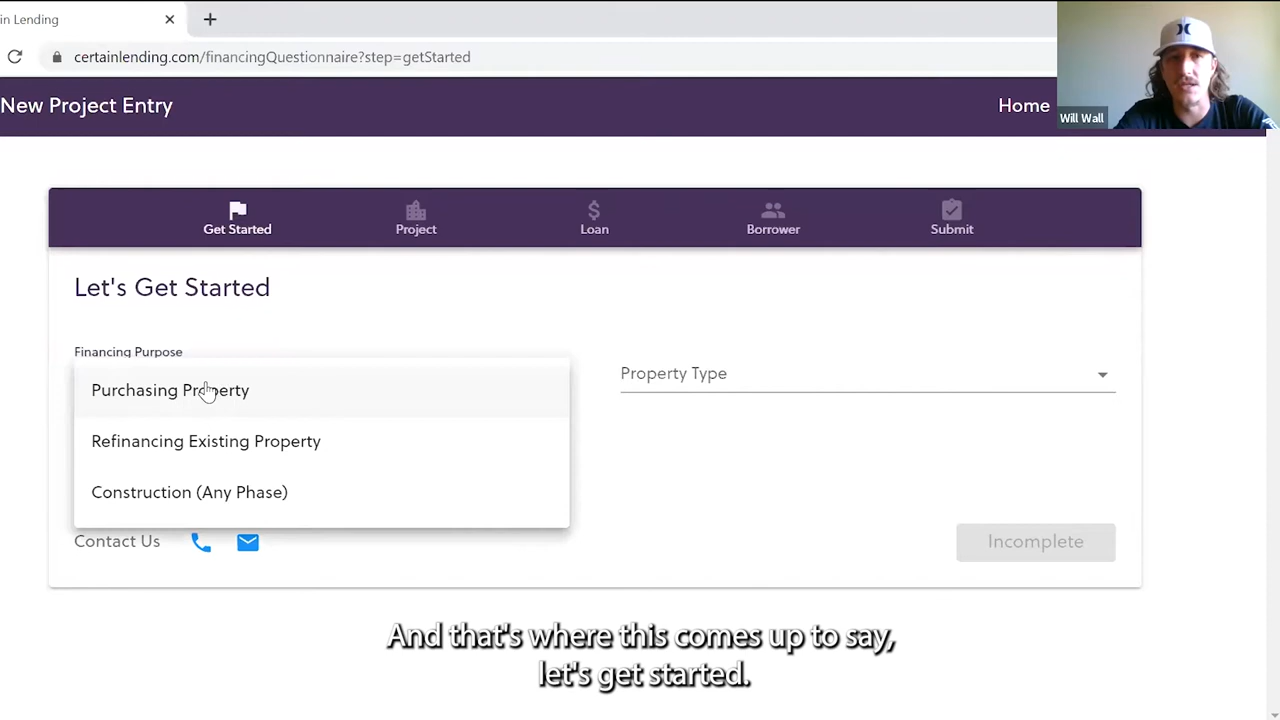 in Lending
certainlending.com/financingQuestionnaire?step=getStarted
New Project Entry
Home
Will Wall
Get Started
Project
Loan
Borrower
Submit
Let's Get Started
Financing Purpose
Property Type
Purchasing Property
Refinancing Existing Property
Construction (Any Phase)
Contact Us
Incomplete
And that's where this comes up to say,
let's get started.